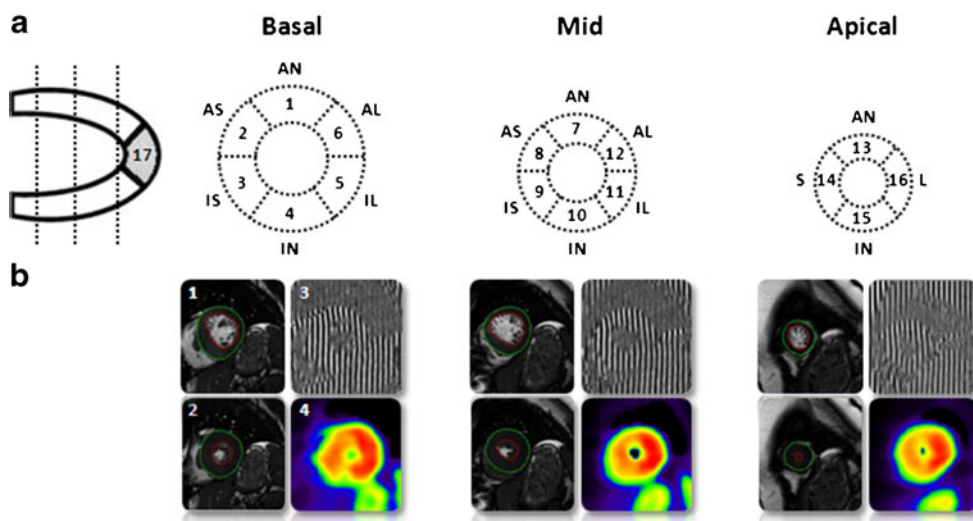 a
Basal
Mid
Apical
17
AN
AS
1
AL
2
6
3
5
IS
4
IL
IN
AN
AS
7
AL
8
12
9
11
IS
10
IL
IN
AN
13
S
14
16
L
15
IN
b
1
3
2
4